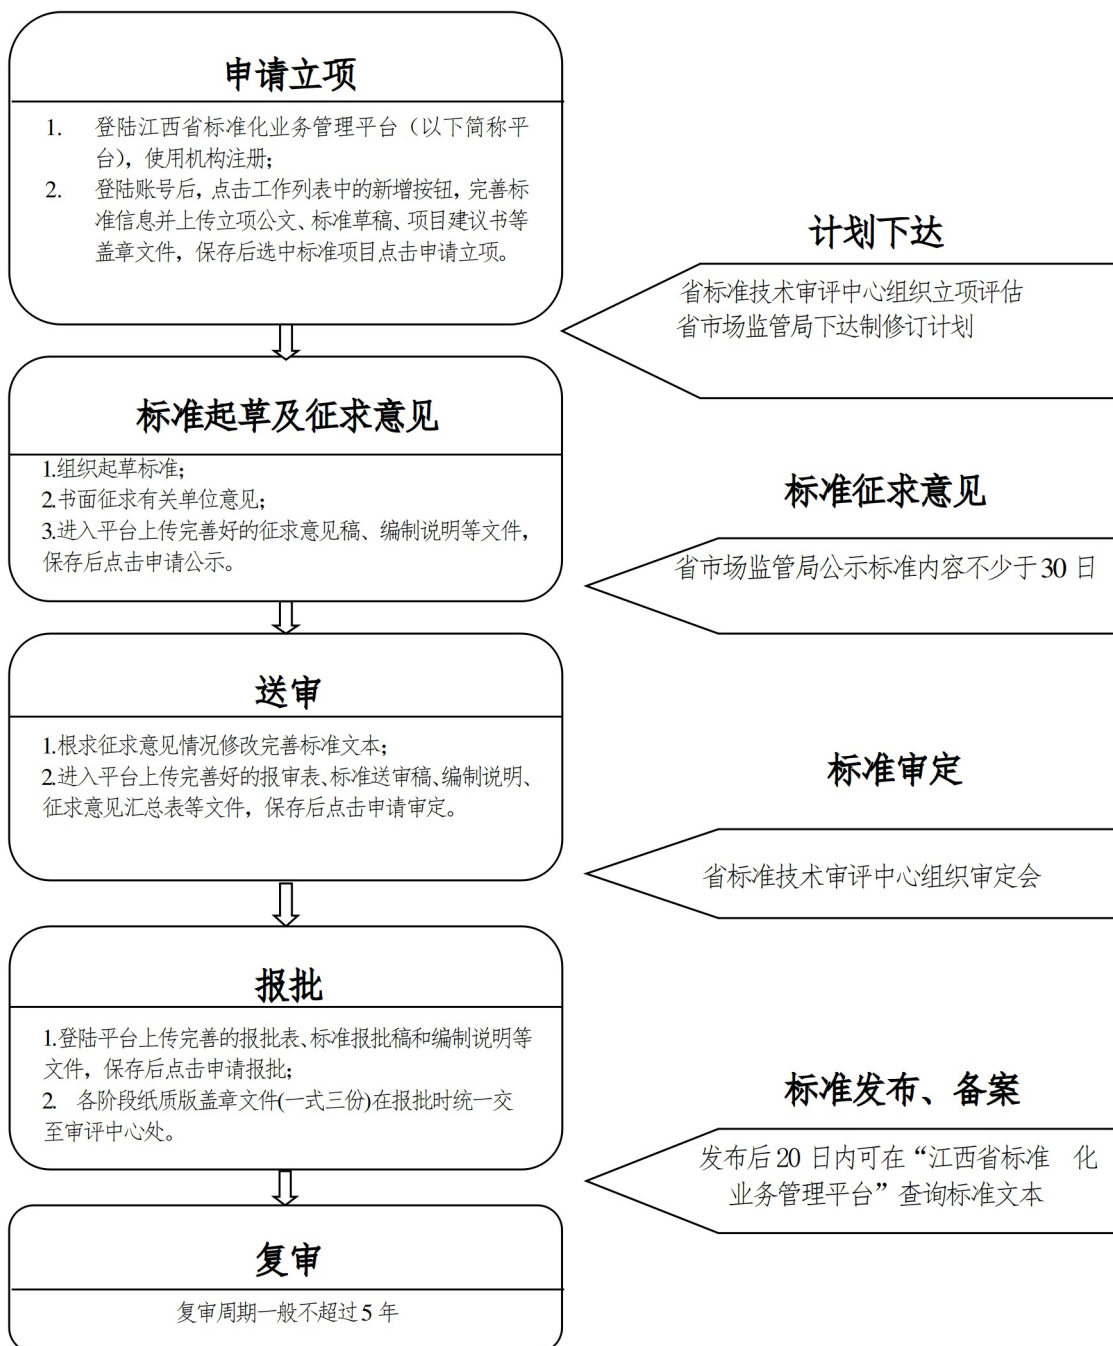 申请立项
1. 登陆江西省标准化业务管理平台（以下简称平
台），使用机构注册；
2. 登陆账号后，点击工作列表中的新增按钮，完善标
准信息并上传立项公文、标准草稿、项目建议书等
盖章文件，保存后选中标准项目点击申请立项。
计划下达
省标准技术审评中心组织立项评估
省市场监管局下达制修订计划
标准起草及征求意见
1.组织起草标准；
2.书面征求有关单位意见；
3.进入平台上传完善好的征求意见稿、编制说明等文件，
保存后点击申请公示。
标准征求意见
省市场监管局公示标准内容不少于30 日
送审
1.根求征求意见情况修改完善标准文本；
2.进入平台上传完善好的报审表、标准送审稿、编制说明、
征求意见汇总表等文件，保存后点击申请审定。
标准审定
省标准技术审评中心组织审定会
报批
1.登陆平台上传完善的报批表、标准报批稿和编制说明等
文件，保存后点击申请报批；
2. 各阶段纸质版盖章文件(一式三份)在报批时统一交
至审评中心处。
标准发布、备案
发布后20 日内可在“江西省标准 化
业务管理平台”查询标准文本
复审
复审周期一般不超过5 年